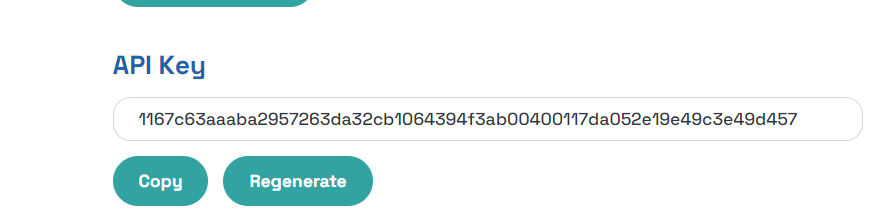 API Key
1167c63aaaba2957263da32cb1064394f3ab00400117da052e19e49c3e49d457
Copy
Regenerate